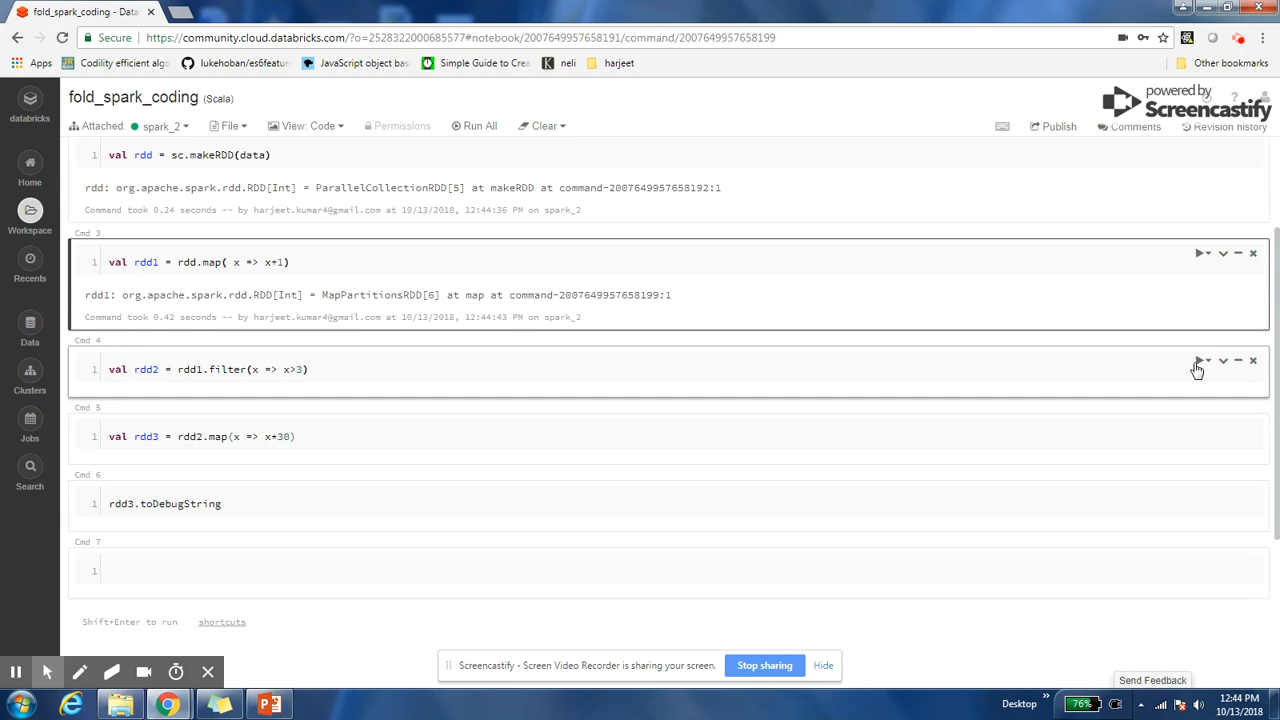 fold_spark_coding - Data
Secure https://community.cloud.databricks.com/?o=2528322000685577#notebook/2007649957658191/command/2007649957658199
Apps Codility efficient algo lukehoban/es6feature JavaScript object basi Simple Guide to Crea neli harjeet Other bookmarks
databricks
Home
Workspace
Recents
Data
Clusters
Jobs
Search
fold_spark_coding (Scala)
powered by
Screencastify
Attached: spark_2 File View: Code Permissions Run All Clear Publish Comments Revision history
1 val rdd = sc.makeRDD(data)
rdd: org.apache.spark.rdd.RDD[Int] = ParallelCollectionRDD[5] at makeRDD at command-2007649957658192:1
Command took 0.24 seconds -- by harjeet.kumar4@gmail.com at 10/13/2018, 12:44:36 PM on spark_2
Cmd 3
1 val rdd1 = rdd.map( x => x+1)
rdd1: org.apache.spark.rdd.RDD[Int] = MapPartitionsRDD[6] at map at command-2007649957658199:1
Command took 0.42 seconds -- by harjeet.kumar4@gmail.com at 10/13/2018, 12:44:43 PM on spark_2
Cmd 4
1 val rdd2 = rdd1.filter(x => x>3)
Cmd 5
1 val rdd3 = rdd2.map(x => x*30)
Cmd 6
1 rdd3.toDebugString
Cmd 7
1
Shift+Enter to run shortcuts
Screencastify - Screen Video Recorder is sharing your screen. Stop sharing Hide
Send Feedback
Desktop 76% 12:44 PM
10/13/2018